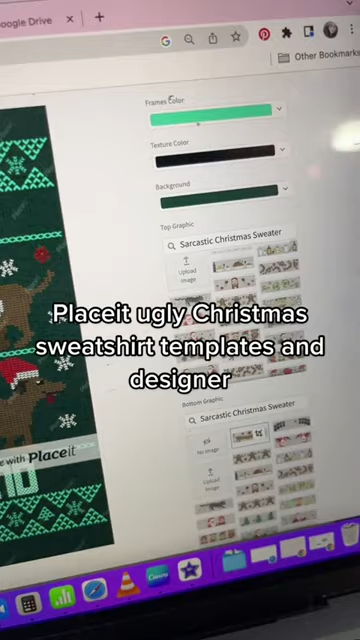 oogle Drive
Other Bookmarks
Frames Color
Texture Color
Background
Top Graphic
Sarcastic Christmas Sweater
Upload
Image
Placeit ugly Christmas
sweatshirt templates and
designer
Bottom Graphic
Sarcastic Christmas Sweater
No Image
Upload
Image
e with Placeit